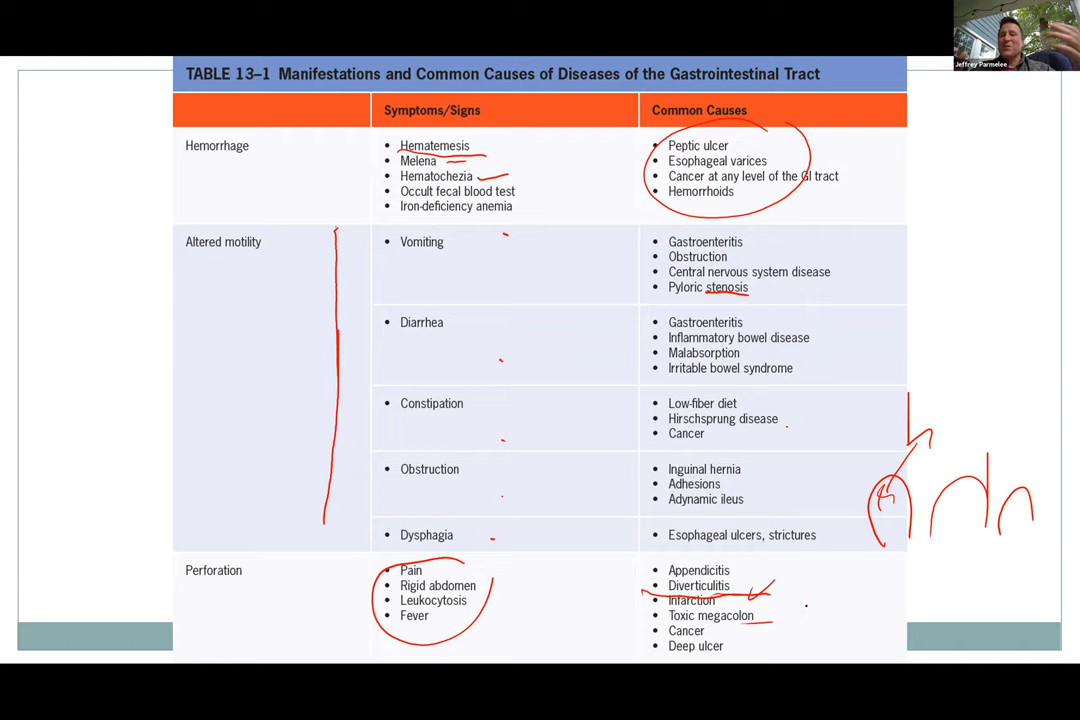 Jeffrey Parmelee
TABLE 13–1 Manifestations and Common Causes of Diseases of the Gastrointestinal Tract
Symptoms/Signs
Common Causes
Hemorrhage
• Hematemesis
• Melena
• Hematochezia
• Occult fecal blood test
• Iron-deficiency anemia
• Peptic ulcer
• Esophageal varices
• Cancer at any level of the GI tract
• Hemorrhoids
Altered motility
• Vomiting
• Gastroenteritis
• Obstruction
• Central nervous system disease
• Pyloric stenosis
• Diarrhea
• Gastroenteritis
• Inflammatory bowel disease
• Malabsorption
• Irritable bowel syndrome
• Constipation
• Low-fiber diet
• Hirschsprung disease
• Cancer
• Obstruction
• Inguinal hernia
• Adhesions
• Adynamic ileus
• Dysphagia
• Esophageal ulcers, strictures
Perforation
• Pain
• Rigid abdomen
• Leukocytosis
• Fever
• Appendicitis
• Diverticulitis
• Infarction
• Toxic megacolon
• Cancer
• Deep ulcer